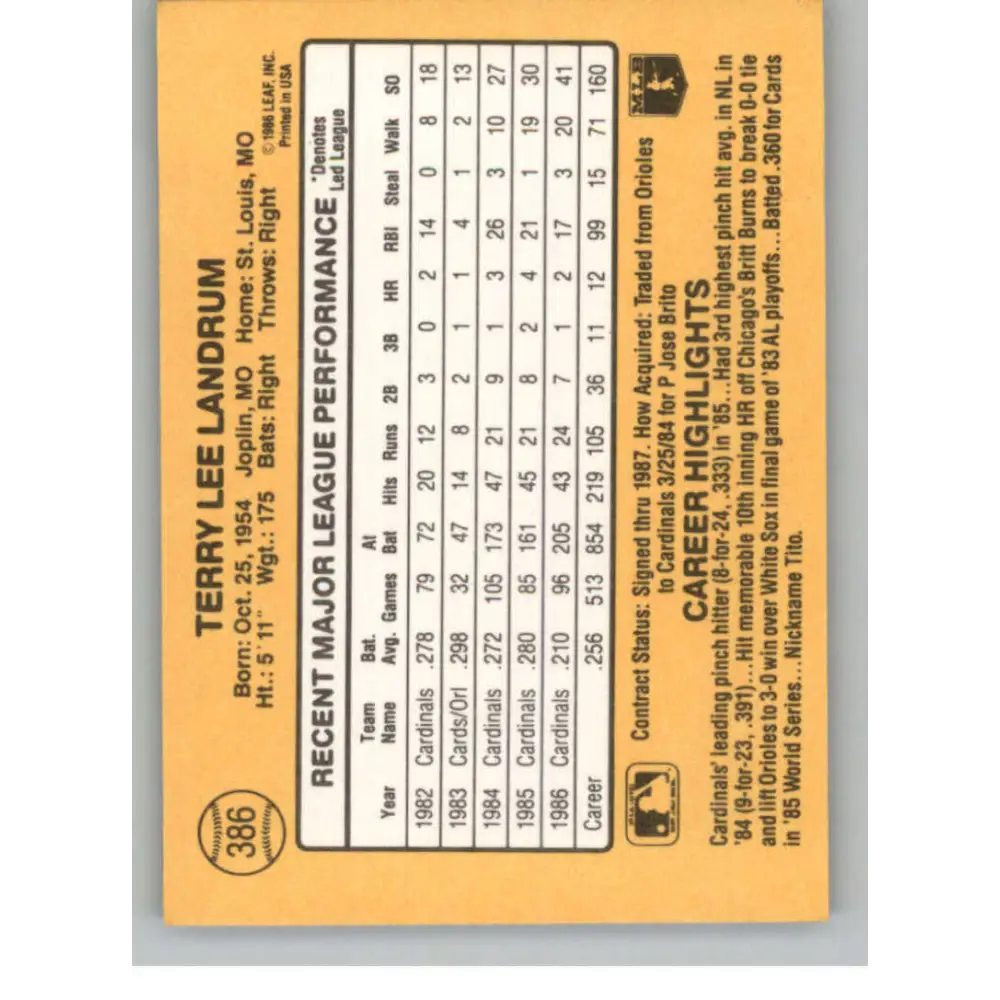 386
TERRY LEE LANDRUM
Born: Oct. 25, 1954 Joplin, MO Home: St. Louis, MO
Ht.: 5' 11" Wgt.: 175 Bats: Right Throws: Right
© 1986 LEAF, INC.
Printed in USA
RECENT MAJOR LEAGUE PERFORMANCE
*Denotes
Led League
Year Team Name Bat. Avg. Games At Bat Hits Runs 2B 3B HR RBI Steal Walk SO
1982 Cardinals .278 79 72 20 12 3 0 2 14 0 8 18
1983 Cards/Orl .298 32 47 14 8 2 1 1 4 1 2 13
1984 Cardinals .272 105 173 47 21 9 1 3 26 3 10 27
1985 Cardinals .280 85 161 45 21 8 2 4 21 1 19 30
1986 Cardinals .210 96 205 43 24 7 1 2 17 3 20 41
Career .256 513 854 219 105 36 11 12 99 15 71 160
Contract Status: Signed thru 1987. How Acquired: Traded from Orioles
to Cardinals 3/25/84 for P Jose Brito
MLB
CAREER HIGHLIGHTS
Cardinals' leading pinch hitter (8-for-24, .333) in '85...Had 3rd highest pinch hit avg. in NL in
'84 (9-for-23, .391)...Hit memorable 10th inning HR off Chicago's Britt Burns to break 0-0 tie
and lift Orioles to 3-0 win over White Sox in final game of '83 AL playoffs...Batted .360 for Cards
in '85 World Series...Nickname Tito.